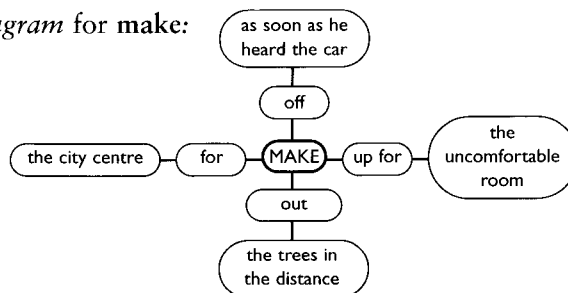 agram for make:
as soon as he
heard the car
off
the city centre for MAKE up for
the
uncomfortable
room
out
the trees in
the distance